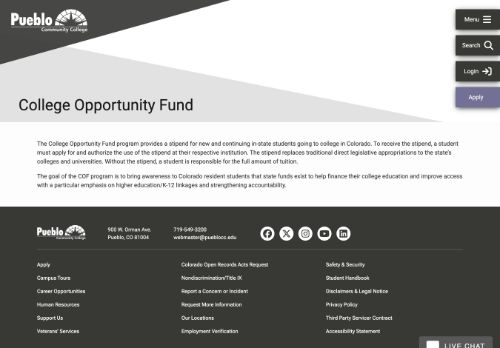 Pueblo
Community College
Menu
Search
Login
Apply
College Opportunity Fund
The College Opportunity Fund program provides a stipend for new and continuing in-state students going to college in Colorado. To receive the stipend, a student
must apply for and authorize the use of the stipend at their respective institution. The stipend replaces traditional direct legislative appropriations to the state's
colleges and universities. Without the stipend, a student is responsible for the full amount of tuition.
The goal of the COF program is to bring awareness to Colorado resident students that state funds exist to help finance their college education and improve access
with a particular emphasis on higher education/K-12 linkages and strengthening accountability.
Pueblo
Community College
900 W. Orman Ave.
Pueblo, CO 81004
719-549-3200
webmaster@pueblocc.edu
Apply
Campus Tours
Career Opportunities
Human Resources
Support Us
Veterans' Services
Colorado Open Records Acts Request
Nondiscrimination/Title IX
Report a Concern or Incident
Request More Information
Our Locations
Employment Verification
Safety & Security
Student Handbook
Disclaimers & Legal Notice
Privacy Policy
Third Party Servicer Contract
Accessibility Statement
LIVE CHAT